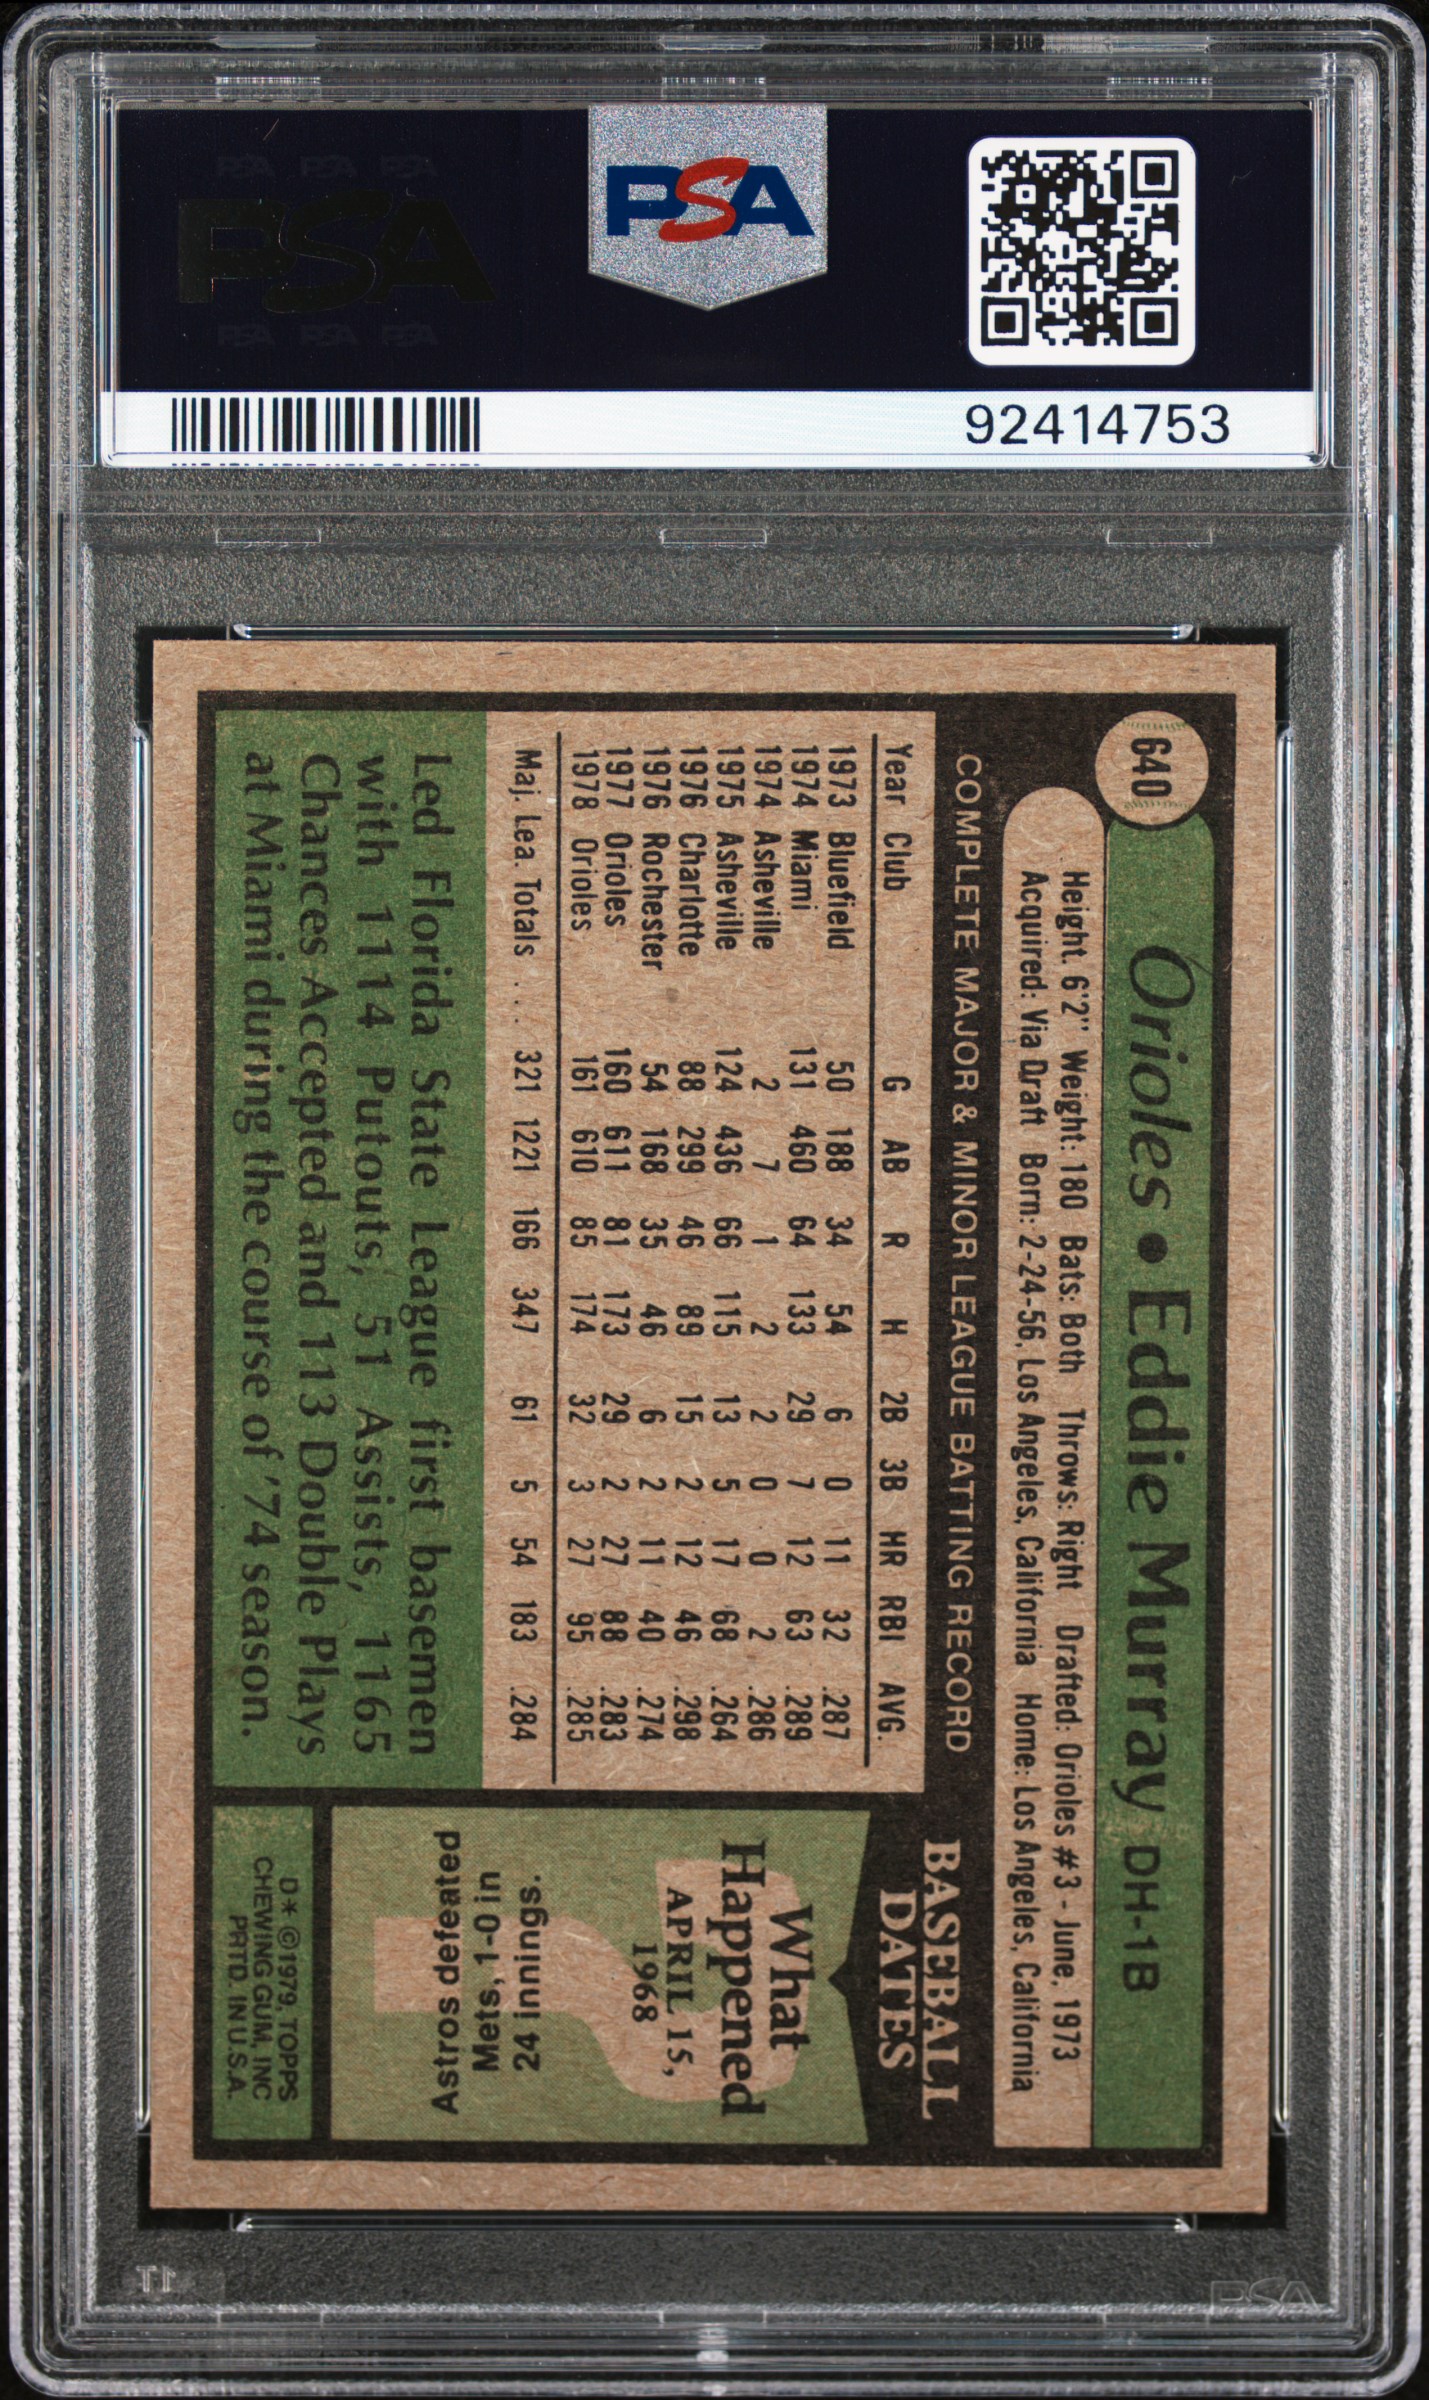 PSA PSA PSA
PSA
PSA PSA PSA
PSA
92414753
640
Orioles • Eddie Murray DH-1B
Height: 6'2" Weight: 180 Bats: Both Throws: Right Drafted: Orioles #3 - June, 1973
Acquired: Via Draft Born: 2-24-56, Los Angeles, California Home: Los Angeles, California
COMPLETE MAJOR & MINOR LEAGUE BATTING RECORD
Year Club G AB R H 2B 3B HR RBI AVG.
1973 Bluefield 50 188 34 54 6 0 11 32 .287
1974 Miami 131 460 64 133 29 7 12 63 .289
1974 Asheville 2 7 1 2 2 0 0 2 .286
1975 Asheville 124 436 66 115 13 5 17 68 .264
1976 Charlotte 88 299 46 89 15 2 12 46 .298
1976 Rochester 54 168 35 46 6 2 11 40 .274
1977 Orioles 160 611 81 173 29 2 27 88 .283
1978 Orioles 161 610 85 174 32 3 27 95 .285
Maj. Lea. Totals . . . 321 1221 166 347 61 5 54 183 .284
Led Florida State League first basemen
with 1114 Putouts, 51 Assists, 1165
Chances Accepted and 113 Double Plays
at Miami during the course of '74 season.
BASEBALL
DATES
What
Happened
APRIL 15,
1968
?
Astros defeated
Mets, 1-0 in
24 innings.
D* ©1979, TOPPS
CHEWING GUM, INC
PRTD. IN U.S.A.
1T
PSA